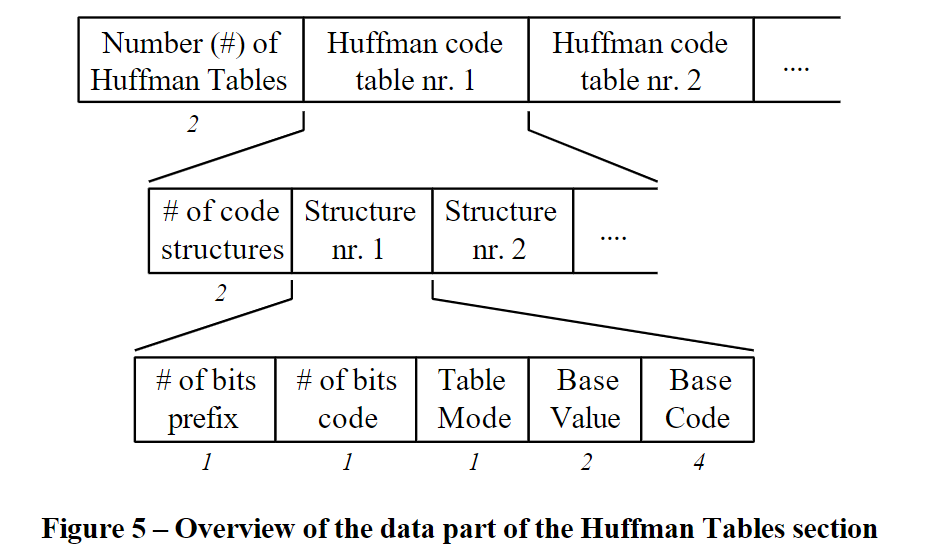 Number (#) of
Huffman Tables
Huffman code
table nr. 1
Huffman code
table nr. 2
....
2
# of code
structures
Structure
nr. 1
Structure
nr. 2
....
2
# of bits
prefix
# of bits
code
Table
Mode
Base
Value
Base
Code
1
1
1
2
4
Figure 5 – Overview of the data part of the Huffman Tables section